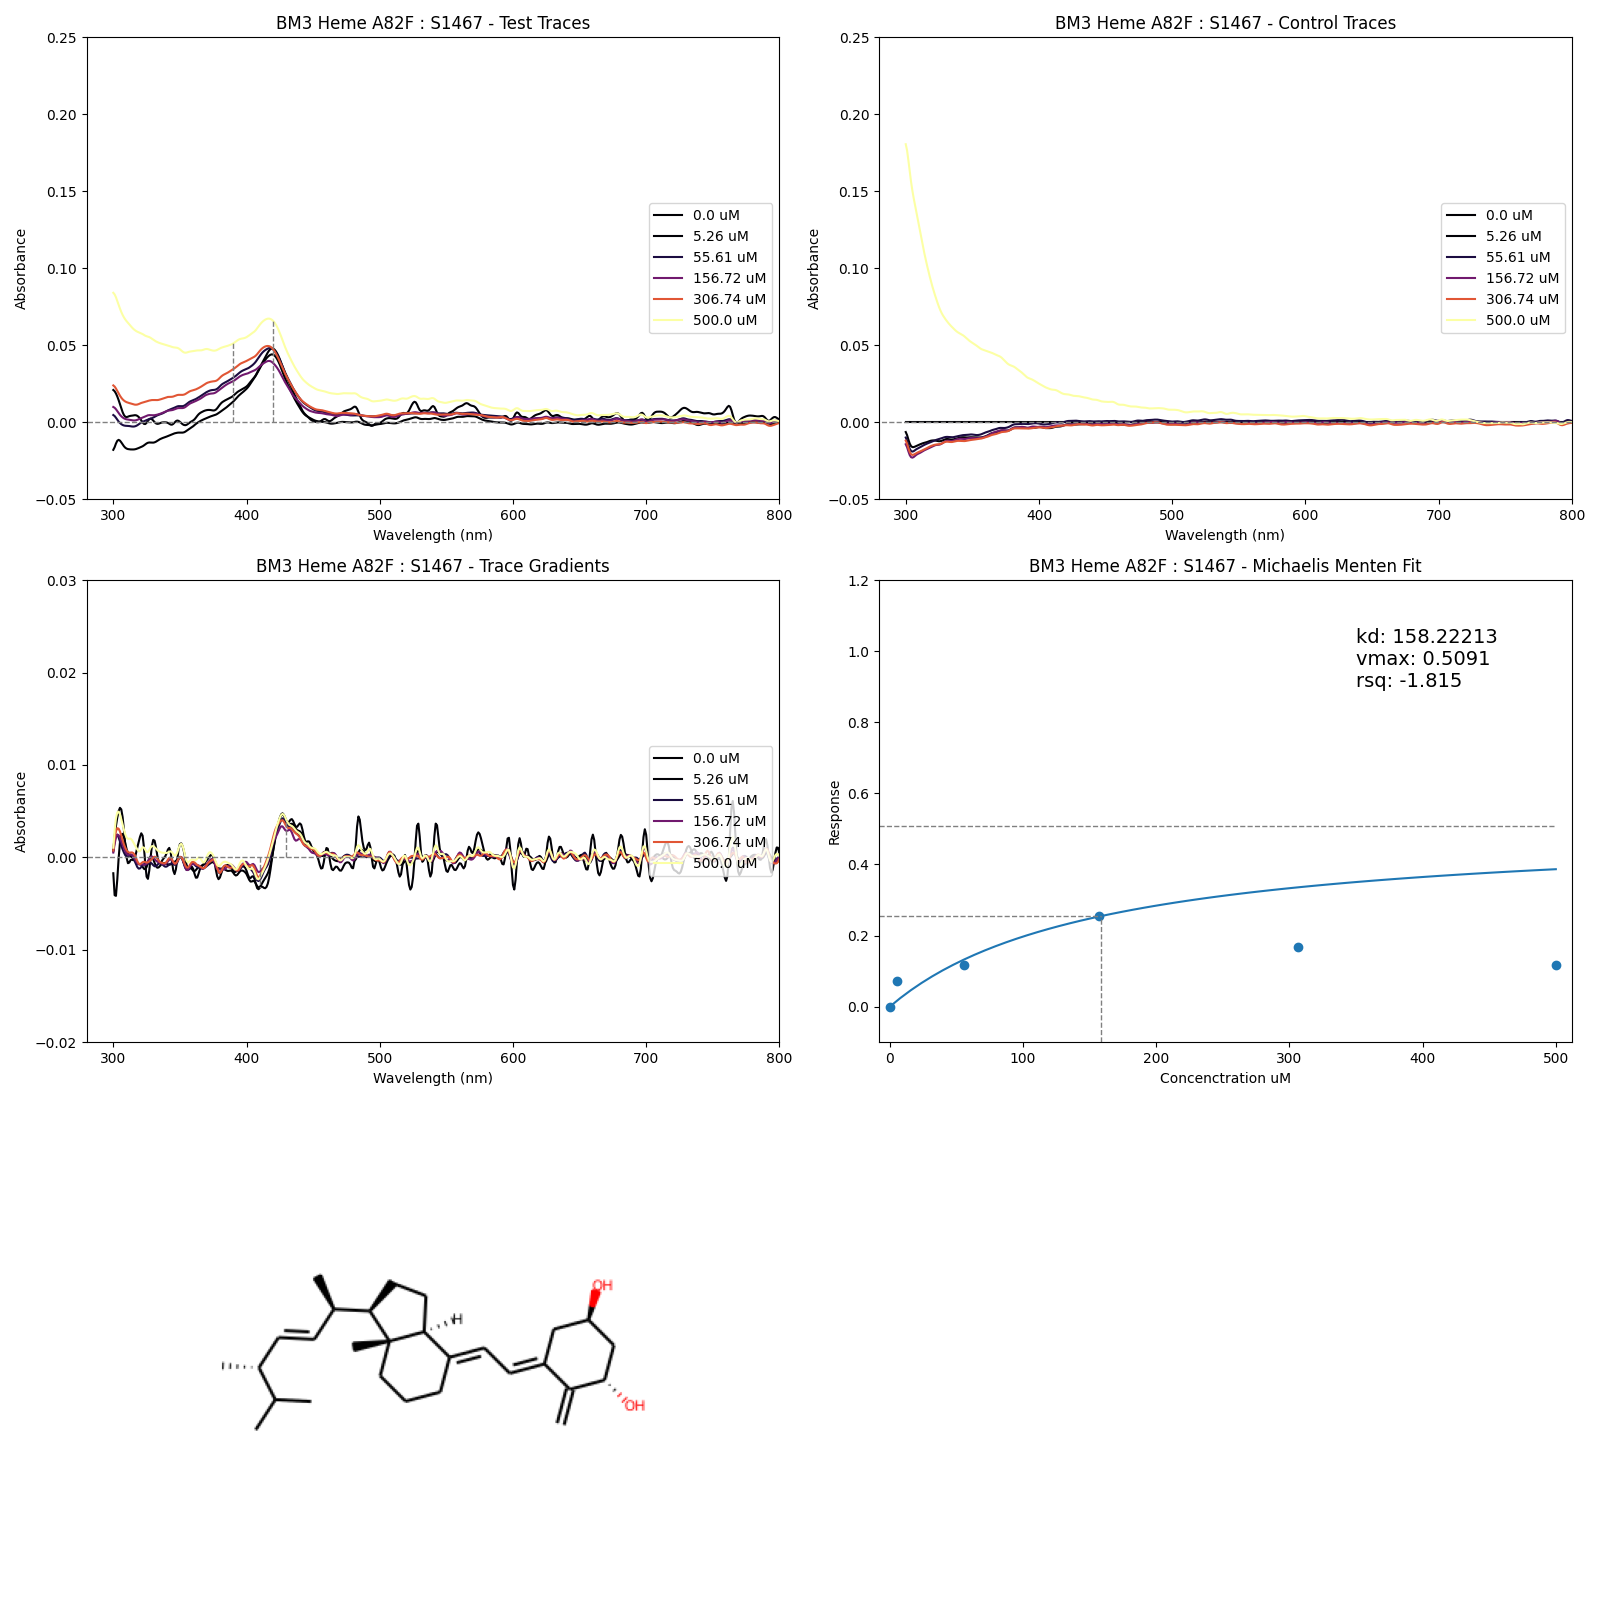 BM3 Heme A82F : S1467 - Test Traces
Absorbance
0.25
0.20
0.15
0.10
0.05
0.00
−0.05
300
400
500
600
700
800
Wavelength (nm)
0.0 uM
5.26 uM
55.61 uM
156.72 uM
306.74 uM
500.0 uM
BM3 Heme A82F : S1467 - Control Traces
Absorbance
0.25
0.20
0.15
0.10
0.05
0.00
−0.05
300
400
500
600
700
800
Wavelength (nm)
0.0 uM
5.26 uM
55.61 uM
156.72 uM
306.74 uM
500.0 uM
BM3 Heme A82F : S1467 - Trace Gradients
Absorbance
0.03
0.02
0.01
0.00
−0.01
−0.02
300
400
500
600
700
800
Wavelength (nm)
0.0 uM
5.26 uM
55.61 uM
156.72 uM
306.74 uM
500.0 uM
BM3 Heme A82F : S1467 - Michaelis Menten Fit
Response
1.2
1.0
0.8
0.6
0.4
0.2
0.0
0
100
200
300
400
500
Concenctration uM
kd: 158.22213
vmax: 0.5091
rsq: -1.815
OH
H
OH